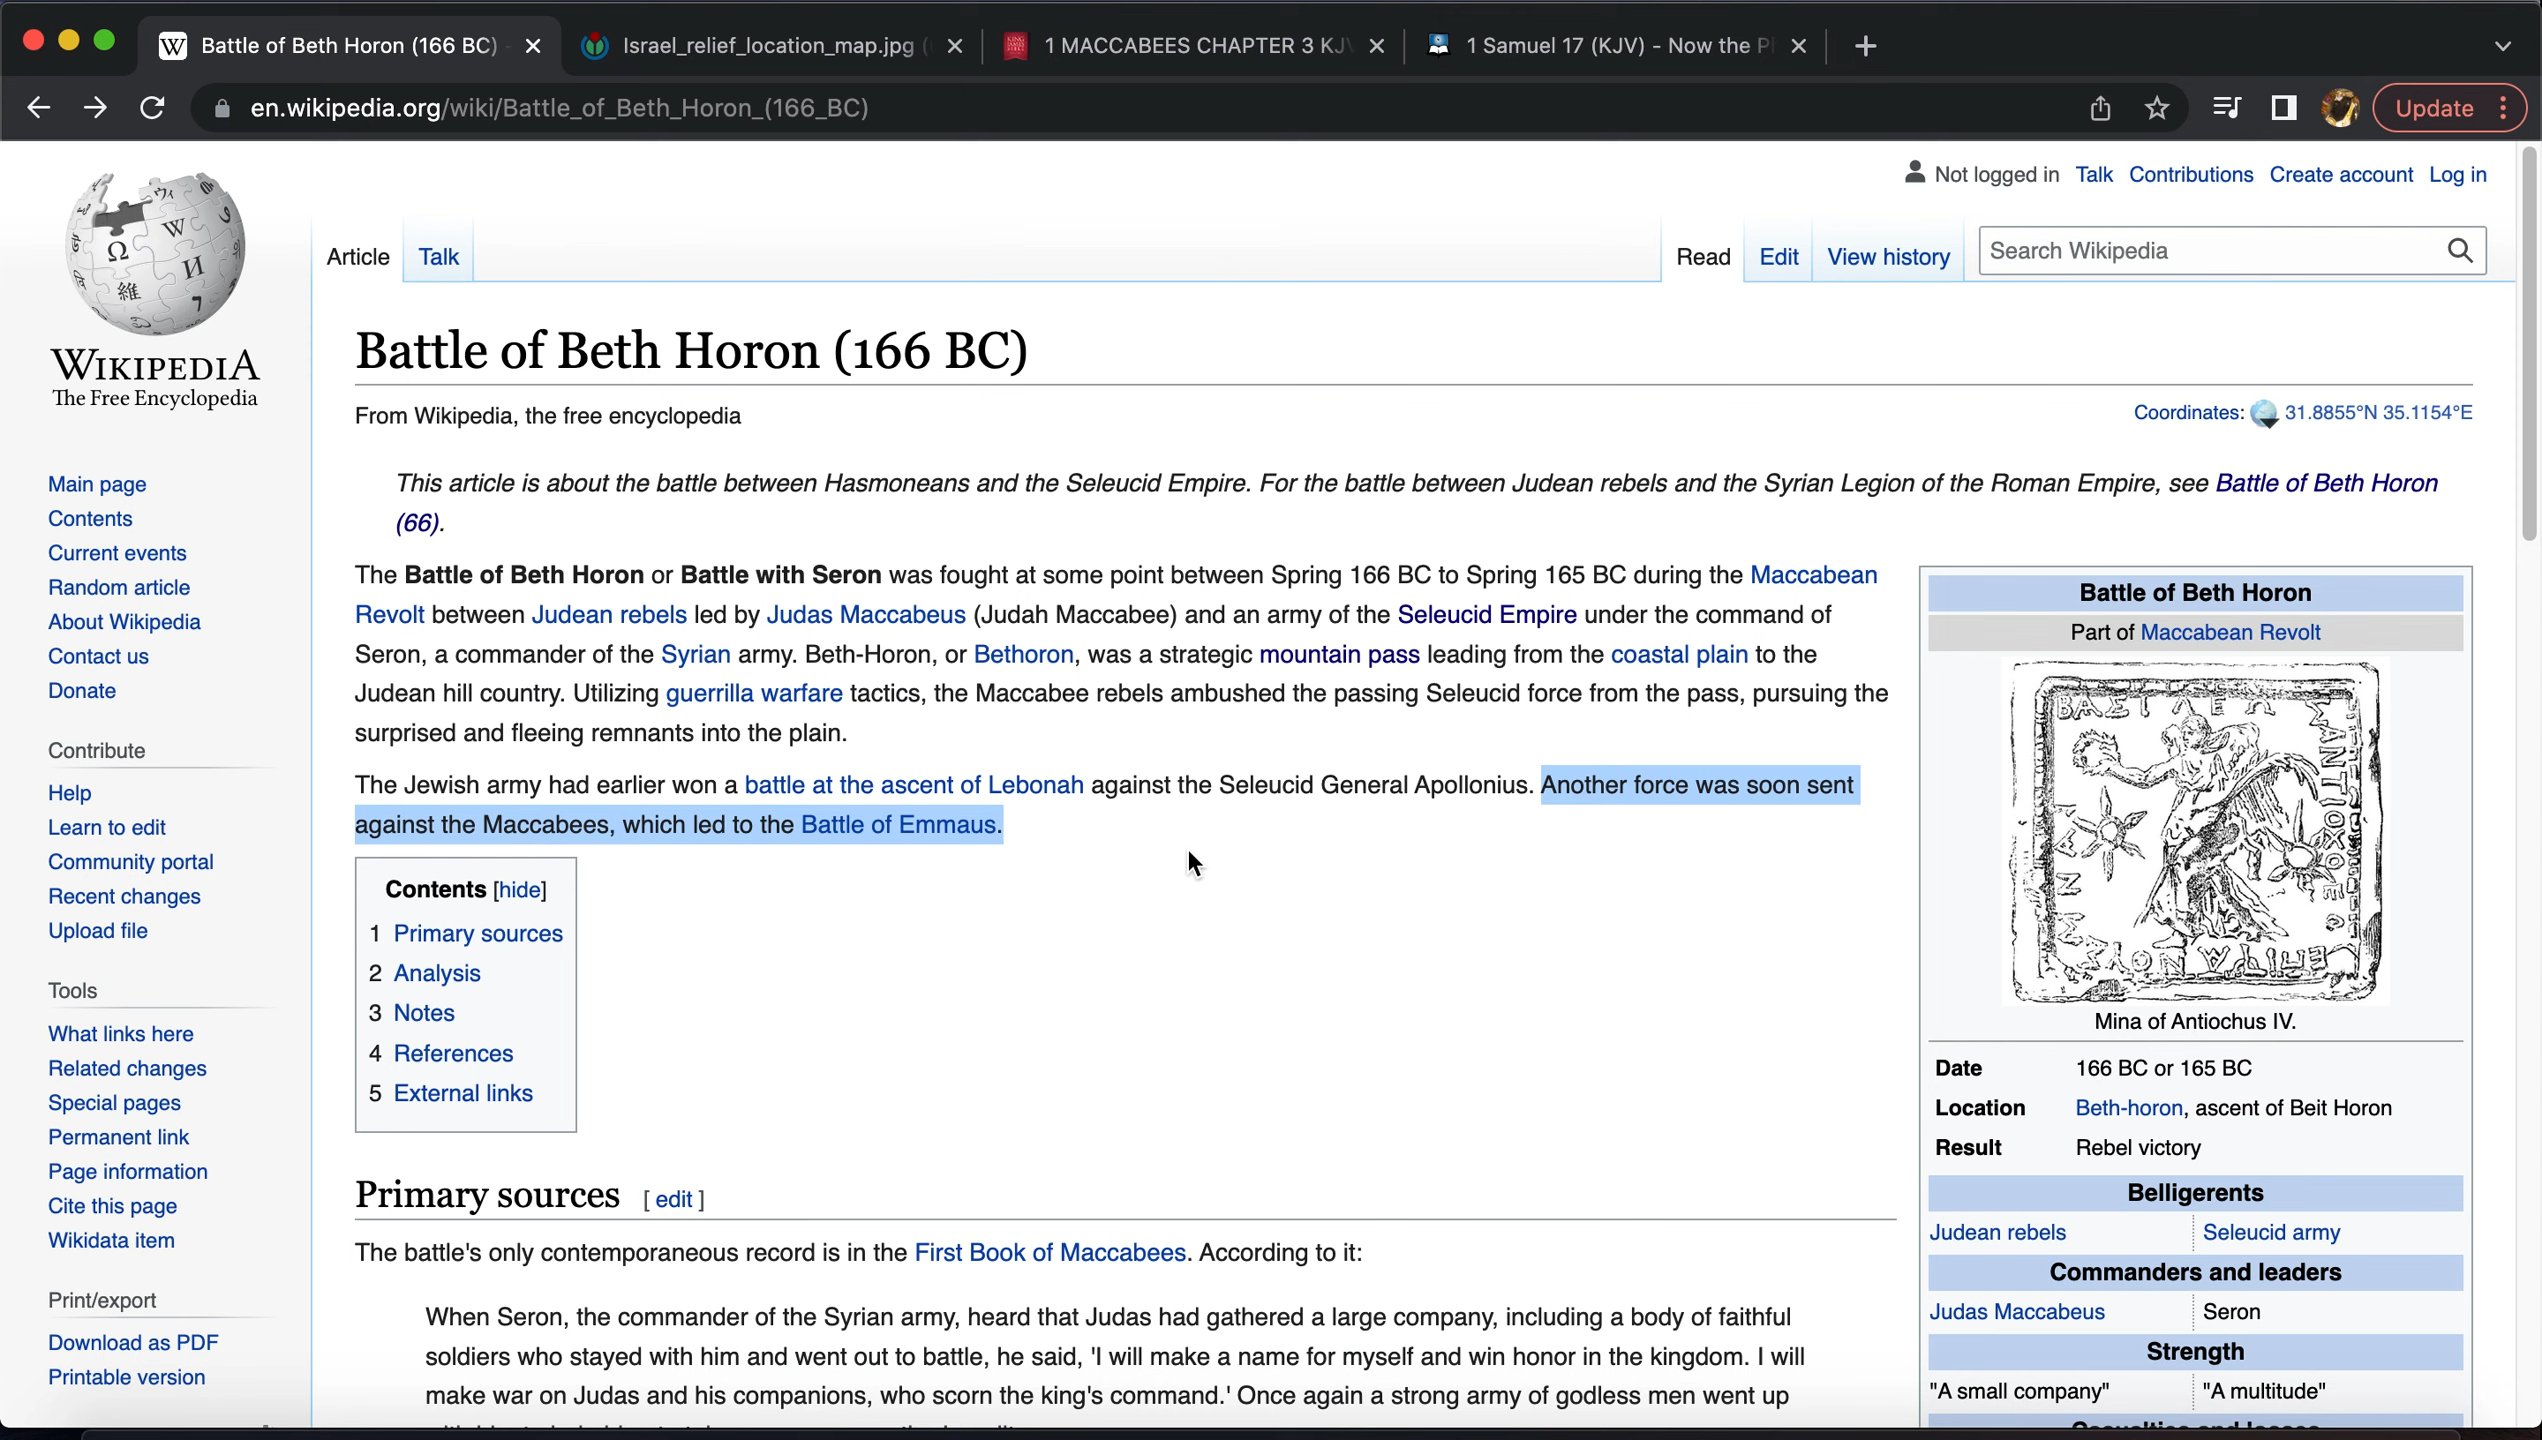 Battle of Beth Horon (166 BC)
Israel_relief_location_map.jpg
1 MACCABEES CHAPTER 3 KJV
1 Samuel 17 (KJV) - Now the
en.wikipedia.org/wiki/Battle_of_Beth_Horon_(166_BC)
Update
Not logged in Talk Contributions Create account Log in
Article Talk
Read Edit View history
Search Wikipedia
WIKIPEDIA
The Free Encyclopedia
Main page
Contents
Current events
Random article
About Wikipedia
Contact us
Donate
Contribute
Help
Learn to edit
Community portal
Recent changes
Upload file
Tools
What links here
Related changes
Special pages
Permanent link
Page information
Cite this page
Wikidata item
Print/export
Download as PDF
Printable version
Battle of Beth Horon (166 BC)
From Wikipedia, the free encyclopedia
Coordinates: 31.8855°N 35.1154°E
This article is about the battle between Hasmoneans and the Seleucid Empire. For the battle between Judean rebels and the Syrian Legion of the Roman Empire, see Battle of Beth Horon
(66).
The Battle of Beth Horon or Battle with Seron was fought at some point between Spring 166 BC to Spring 165 BC during the Maccabean
Revolt between Judean rebels led by Judas Maccabeus (Judah Maccabee) and an army of the Seleucid Empire under the command of
Seron, a commander of the Syrian army. Beth-Horon, or Bethoron, was a strategic mountain pass leading from the coastal plain to the
Judean hill country. Utilizing guerrilla warfare tactics, the Maccabee rebels ambushed the passing Seleucid force from the pass, pursuing the
surprised and fleeing remnants into the plain.
The Jewish army had earlier won a battle at the ascent of Lebonah against the Seleucid General Apollonius. Another force was soon sent
against the Maccabees, which led to the Battle of Emmaus.
Contents [hide]
1 Primary sources
2 Analysis
3 Notes
4 References
5 External links
Primary sources [ edit ]
The battle's only contemporaneous record is in the First Book of Maccabees. According to it:
When Seron, the commander of the Syrian army, heard that Judas had gathered a large company, including a body of faithful
soldiers who stayed with him and went out to battle, he said, 'I will make a name for myself and win honor in the kingdom. I will
make war on Judas and his companions, who scorn the king's command.' Once again a strong army of godless men went up
Battle of Beth Horon
Part of Maccabean Revolt
Mina of Antiochus IV.
Date 166 BC or 165 BC
Location Beth-horon, ascent of Beit Horon
Result Rebel victory
Belligerents
Judean rebels Seleucid army
Commanders and leaders
Judas Maccabeus Seron
Strength
"A small company" "A multitude"